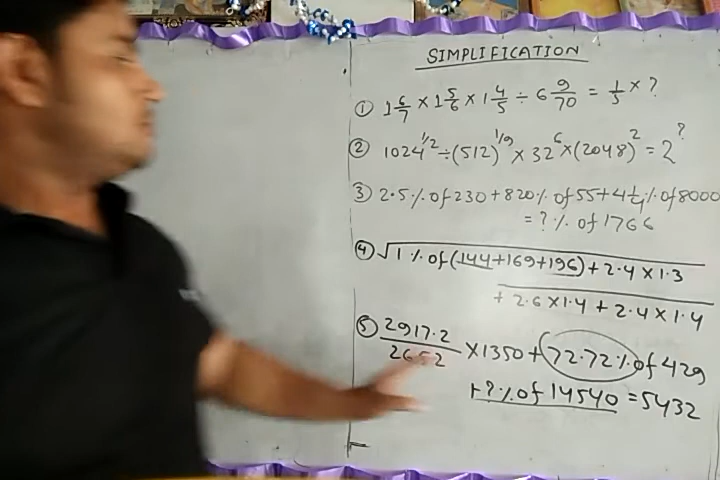 SIMPLIFICATION
① 1 6/7 × 1 5/6 × 1 4/5 ÷ 6 9/70 = 1/5 × ?
② 1024^1/2 ÷ (512)^1/9 × 32^6 × (2048)^2 = 2^?
③ 2.5% of 230 + 820% of 55 + 4 1/4% of 8000
= ? % of 1766
④ √1% of (144+169+196) + 2.4 × 1.3
+ 2.6 × 1.4 + 2.4 × 1.4
⑤ 2917.2/2652 × 1350 + 72.72% of 429
+ ? % of 14540 = 5432